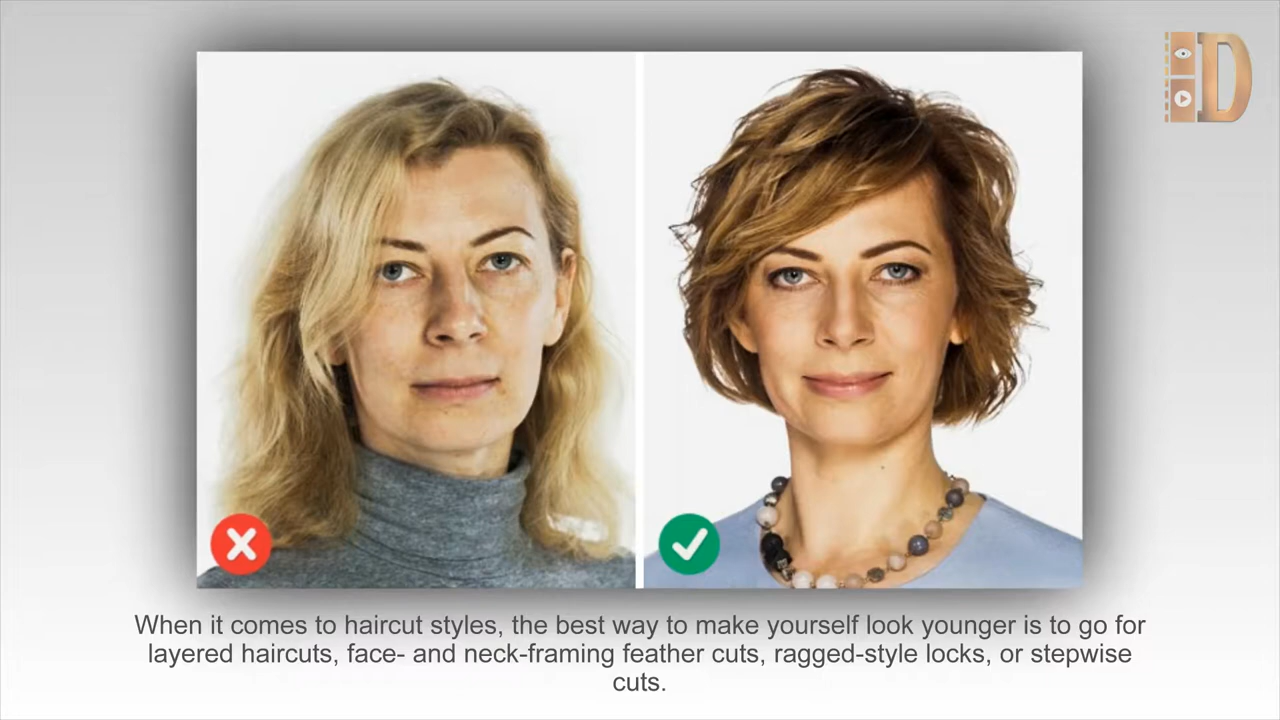 D
When it comes to haircut styles, the best way to make yourself look younger is to go for
layered haircuts, face- and neck-framing feather cuts, ragged-style locks, or stepwise
cuts.